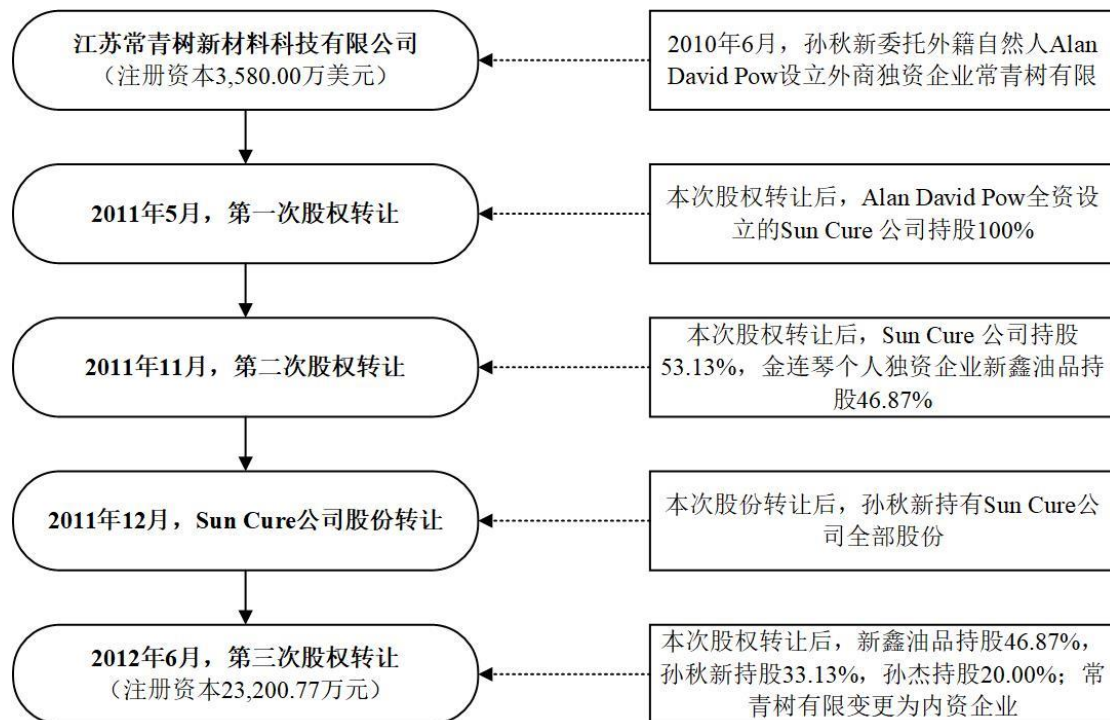 江苏常青树新材料科技有限公司
（注册资本3,580.00万美元）
2010年6月，孙秋新委托外籍自然人Alan
David Pow设立外商独资企业常青树有限
2011年5月，第一次股权转让
本次股权转让后，Alan David Pow全资设
立的Sun Cure 公司持股100%
2011年11月，第二次股权转让
本次股权转让后，Sun Cure 公司持股
53.13%，金连琴个人独资企业新鑫油品持
股46.87%
2011年12月，Sun Cure公司股份转让
本次股份转让后，孙秋新持有Sun Cure公
司全部股份
2012年6月，第三次股权转让
（注册资本23,200.77万元）
本次股权转让后，新鑫油品持股46.87%，
孙秋新持股33.13%，孙杰持股20.00%；常
青树有限变更为内资企业